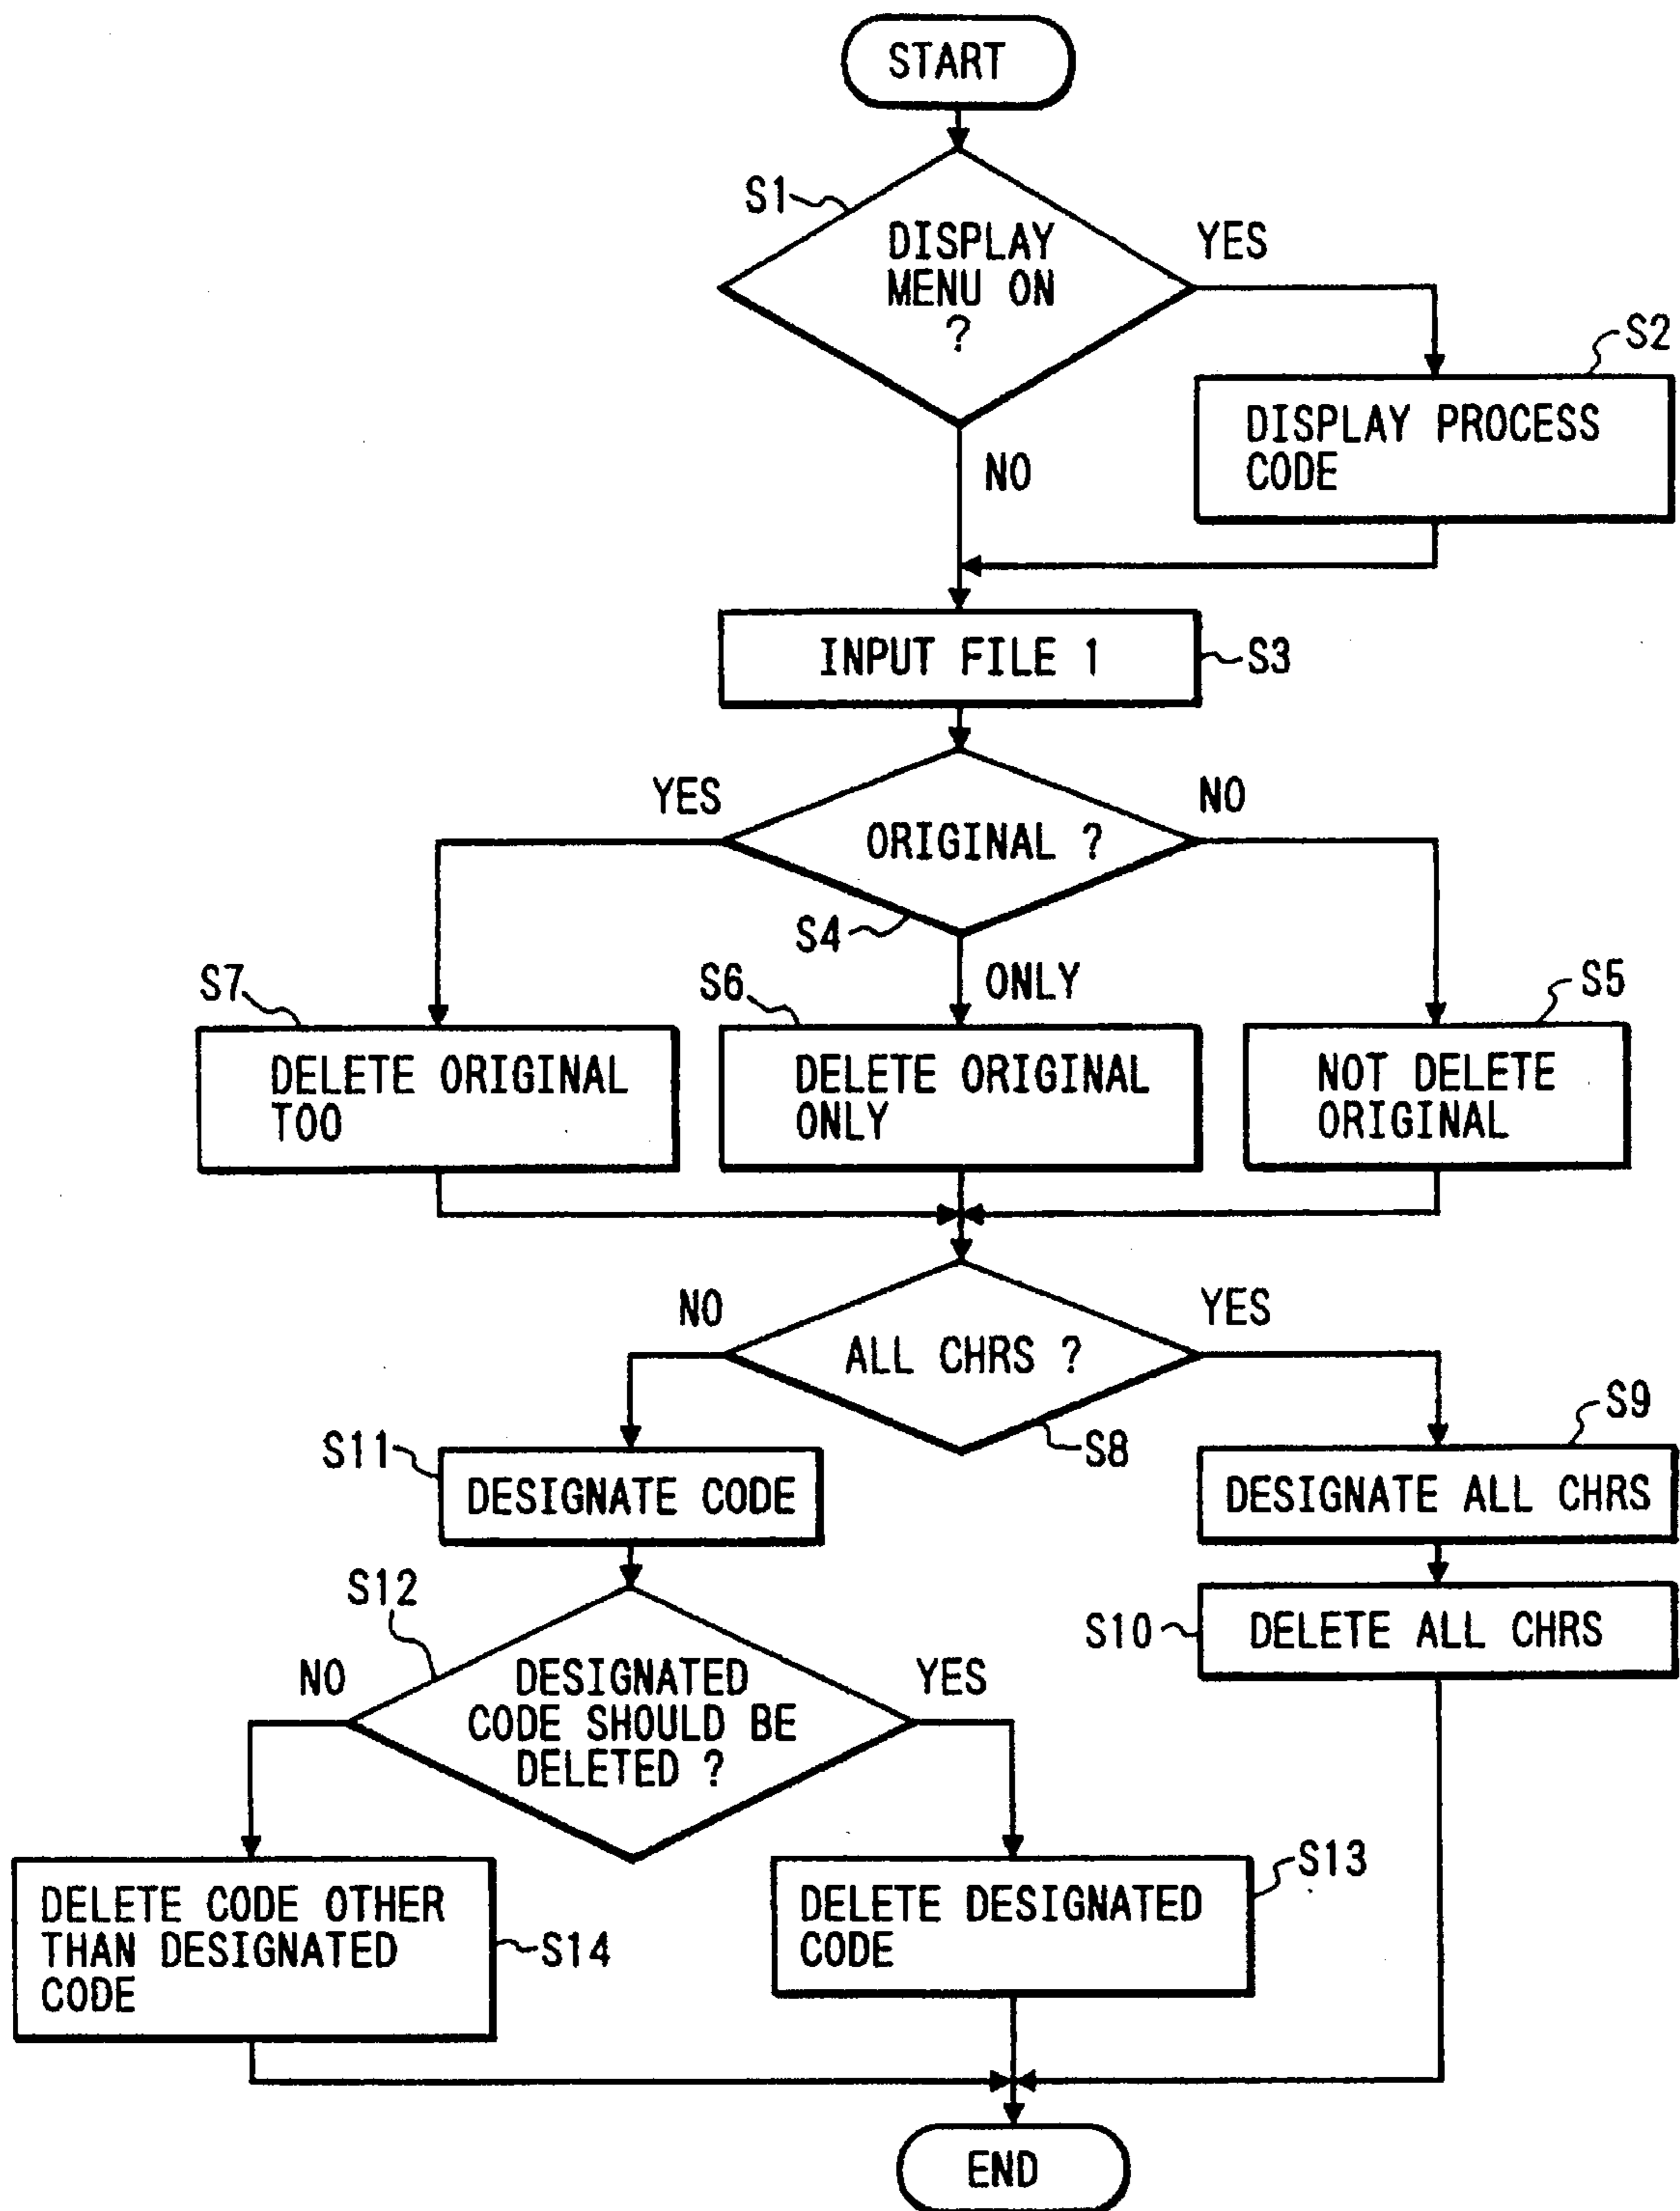 START
S1
DISPLAY
MENU ON
?
YES
S2
DISPLAY PROCESS
CODE
NO
INPUT FILE 1
S3
YES
NO
ORIGINAL ?
S4
ONLY
S7
S6
S5
DELETE ORIGINAL
TOO
DELETE ORIGINAL
ONLY
NOT DELETE
ORIGINAL
NO
YES
ALL CHRS ?
S8
S9
S11
DESIGNATE CODE
DESIGNATE ALL CHRS
S12
S10
DELETE ALL CHRS
NO
YES
DESIGNATED
CODE SHOULD BE
DELETED ?
DELETE CODE OTHER
THAN DESIGNATED
CODE
S14
DELETE DESIGNATED
CODE
S13
END